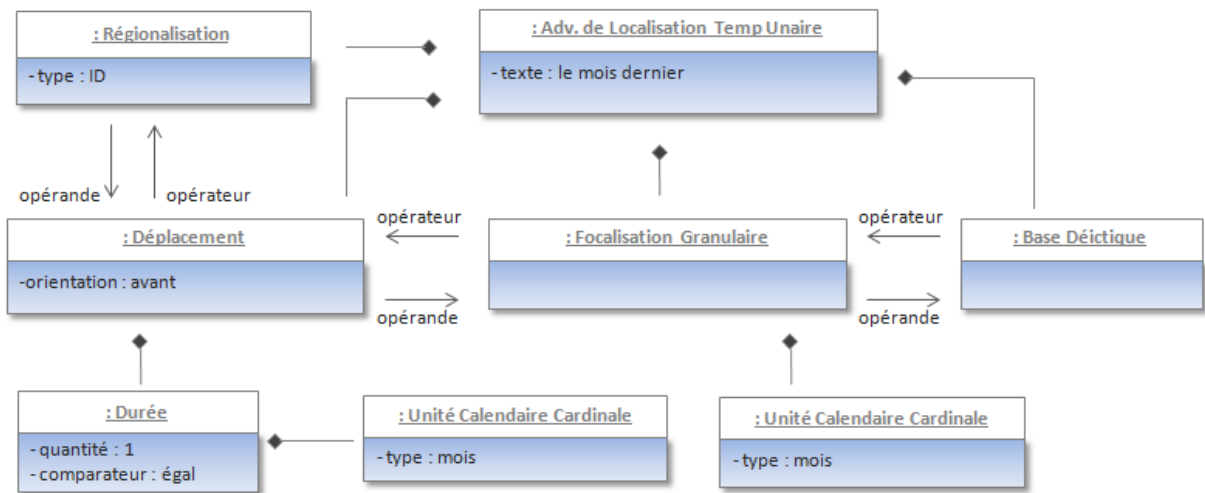 : Régionalisation
- type : ID
: Adv. de Localisation Temp Unaire
- texte : le mois dernier
opérande
opérateur
: Déplacement
-orientation : avant
opérateur
opérande
: Focalisation Granulaire
opérateur
opérande
: Base Déictique
: Durée
- quantité : 1
- comparateur : égal
: Unité Calendaire Cardinale
- type : mois
: Unité Calendaire Cardinale
- type : mois